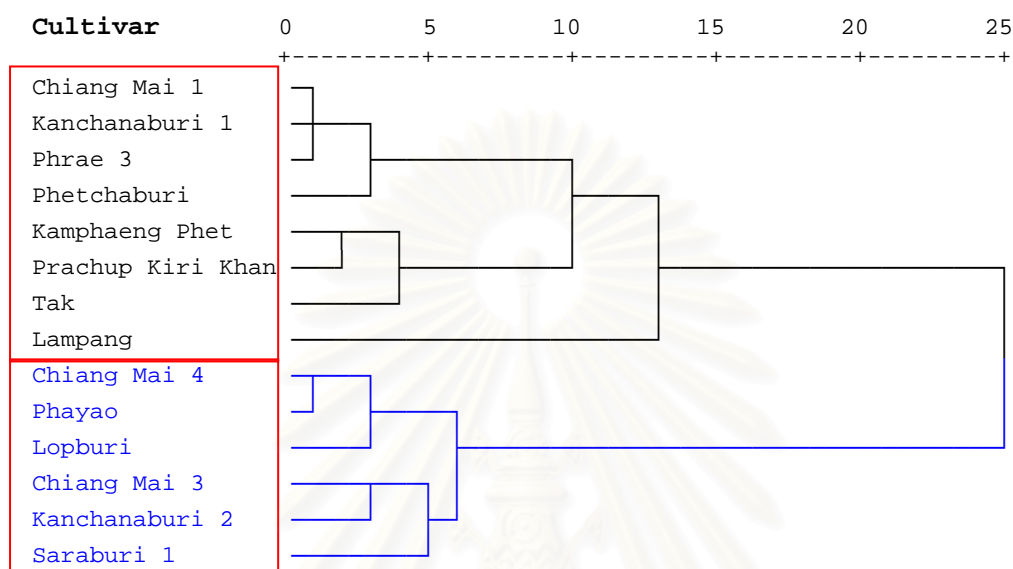 Cultivar 0 5 10 15 20 25
+---------+---------+---------+---------+---------+
Chiang Mai 1
Kanchanaburi 1
Phrae 3
Phetchaburi
Kamphaeng Phet
Prachup Kiri Khan
Tak
Lampang
Chiang Mai 4
Phayao
Lopburi
Chiang Mai 3
Kanchanaburi 2
Saraburi 1